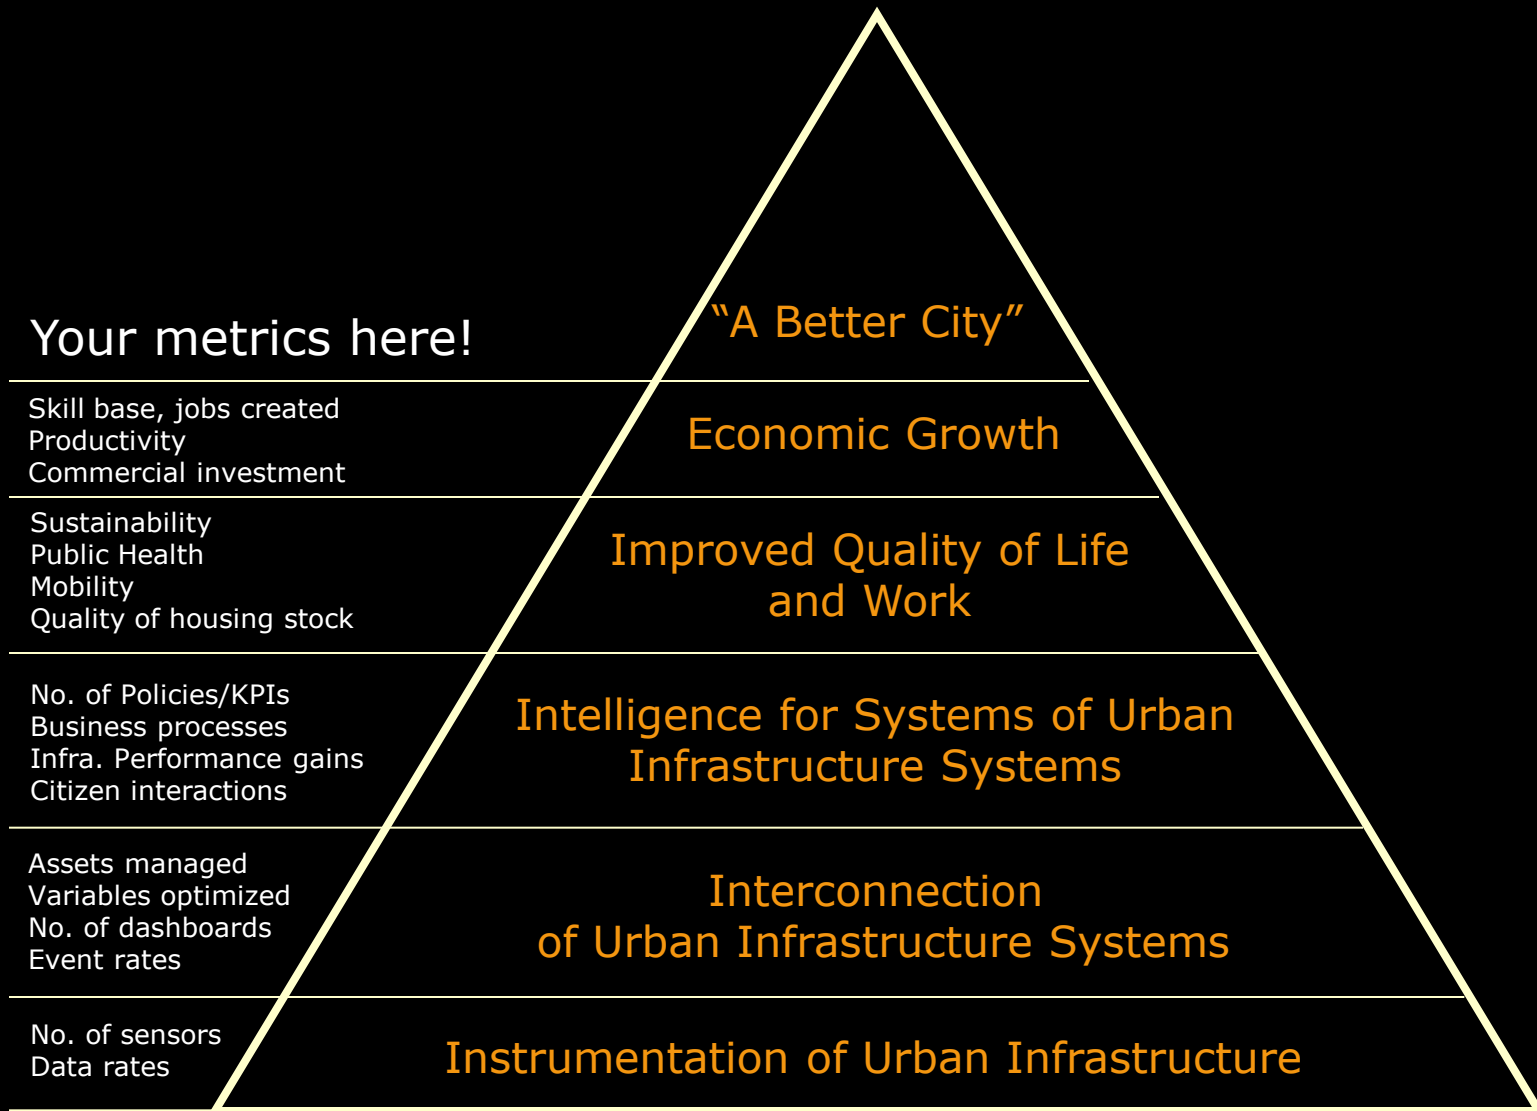 “A Better City”
Your metrics here!
Skill base, jobs created
Productivity
Commercial investment
Economic Growth
Sustainability
Public Health
Mobility
Quality of housing stock
Improved Quality of Life
and Work
No. of Policies/KPIs
Business processes
Infra. Performance gains
Citizen interactions
Intelligence for Systems of Urban
Infrastructure Systems
Assets managed
Variables optimized
No. of dashboards
Event rates
Interconnection
of Urban Infrastructure Systems
No. of sensors
Data rates
Instrumentation of Urban Infrastructure